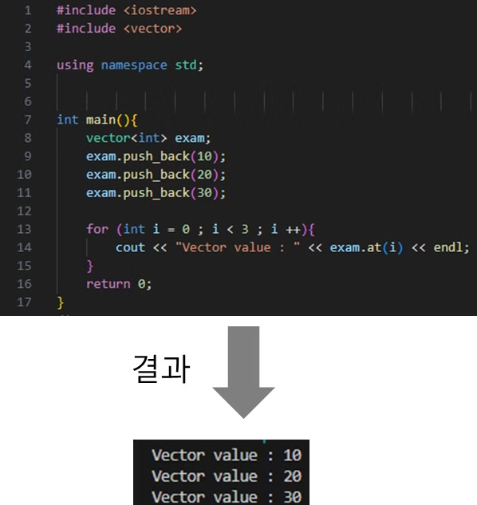 1 #include <iostream>
2 #include <vector>
3
4 using namespace std;
5
6
7 int main(){
8 vector<int> exam;
9 exam.push_back(10);
10 exam.push_back(20);
11 exam.push_back(30);
12
13 for (int i = 0 ; i < 3 ; i ++){
14 cout << "Vector value : " << exam.at(i) << endl;
15 }
16 return 0;
17 }
결과
Vector value : 10
Vector value : 20
Vector value : 30